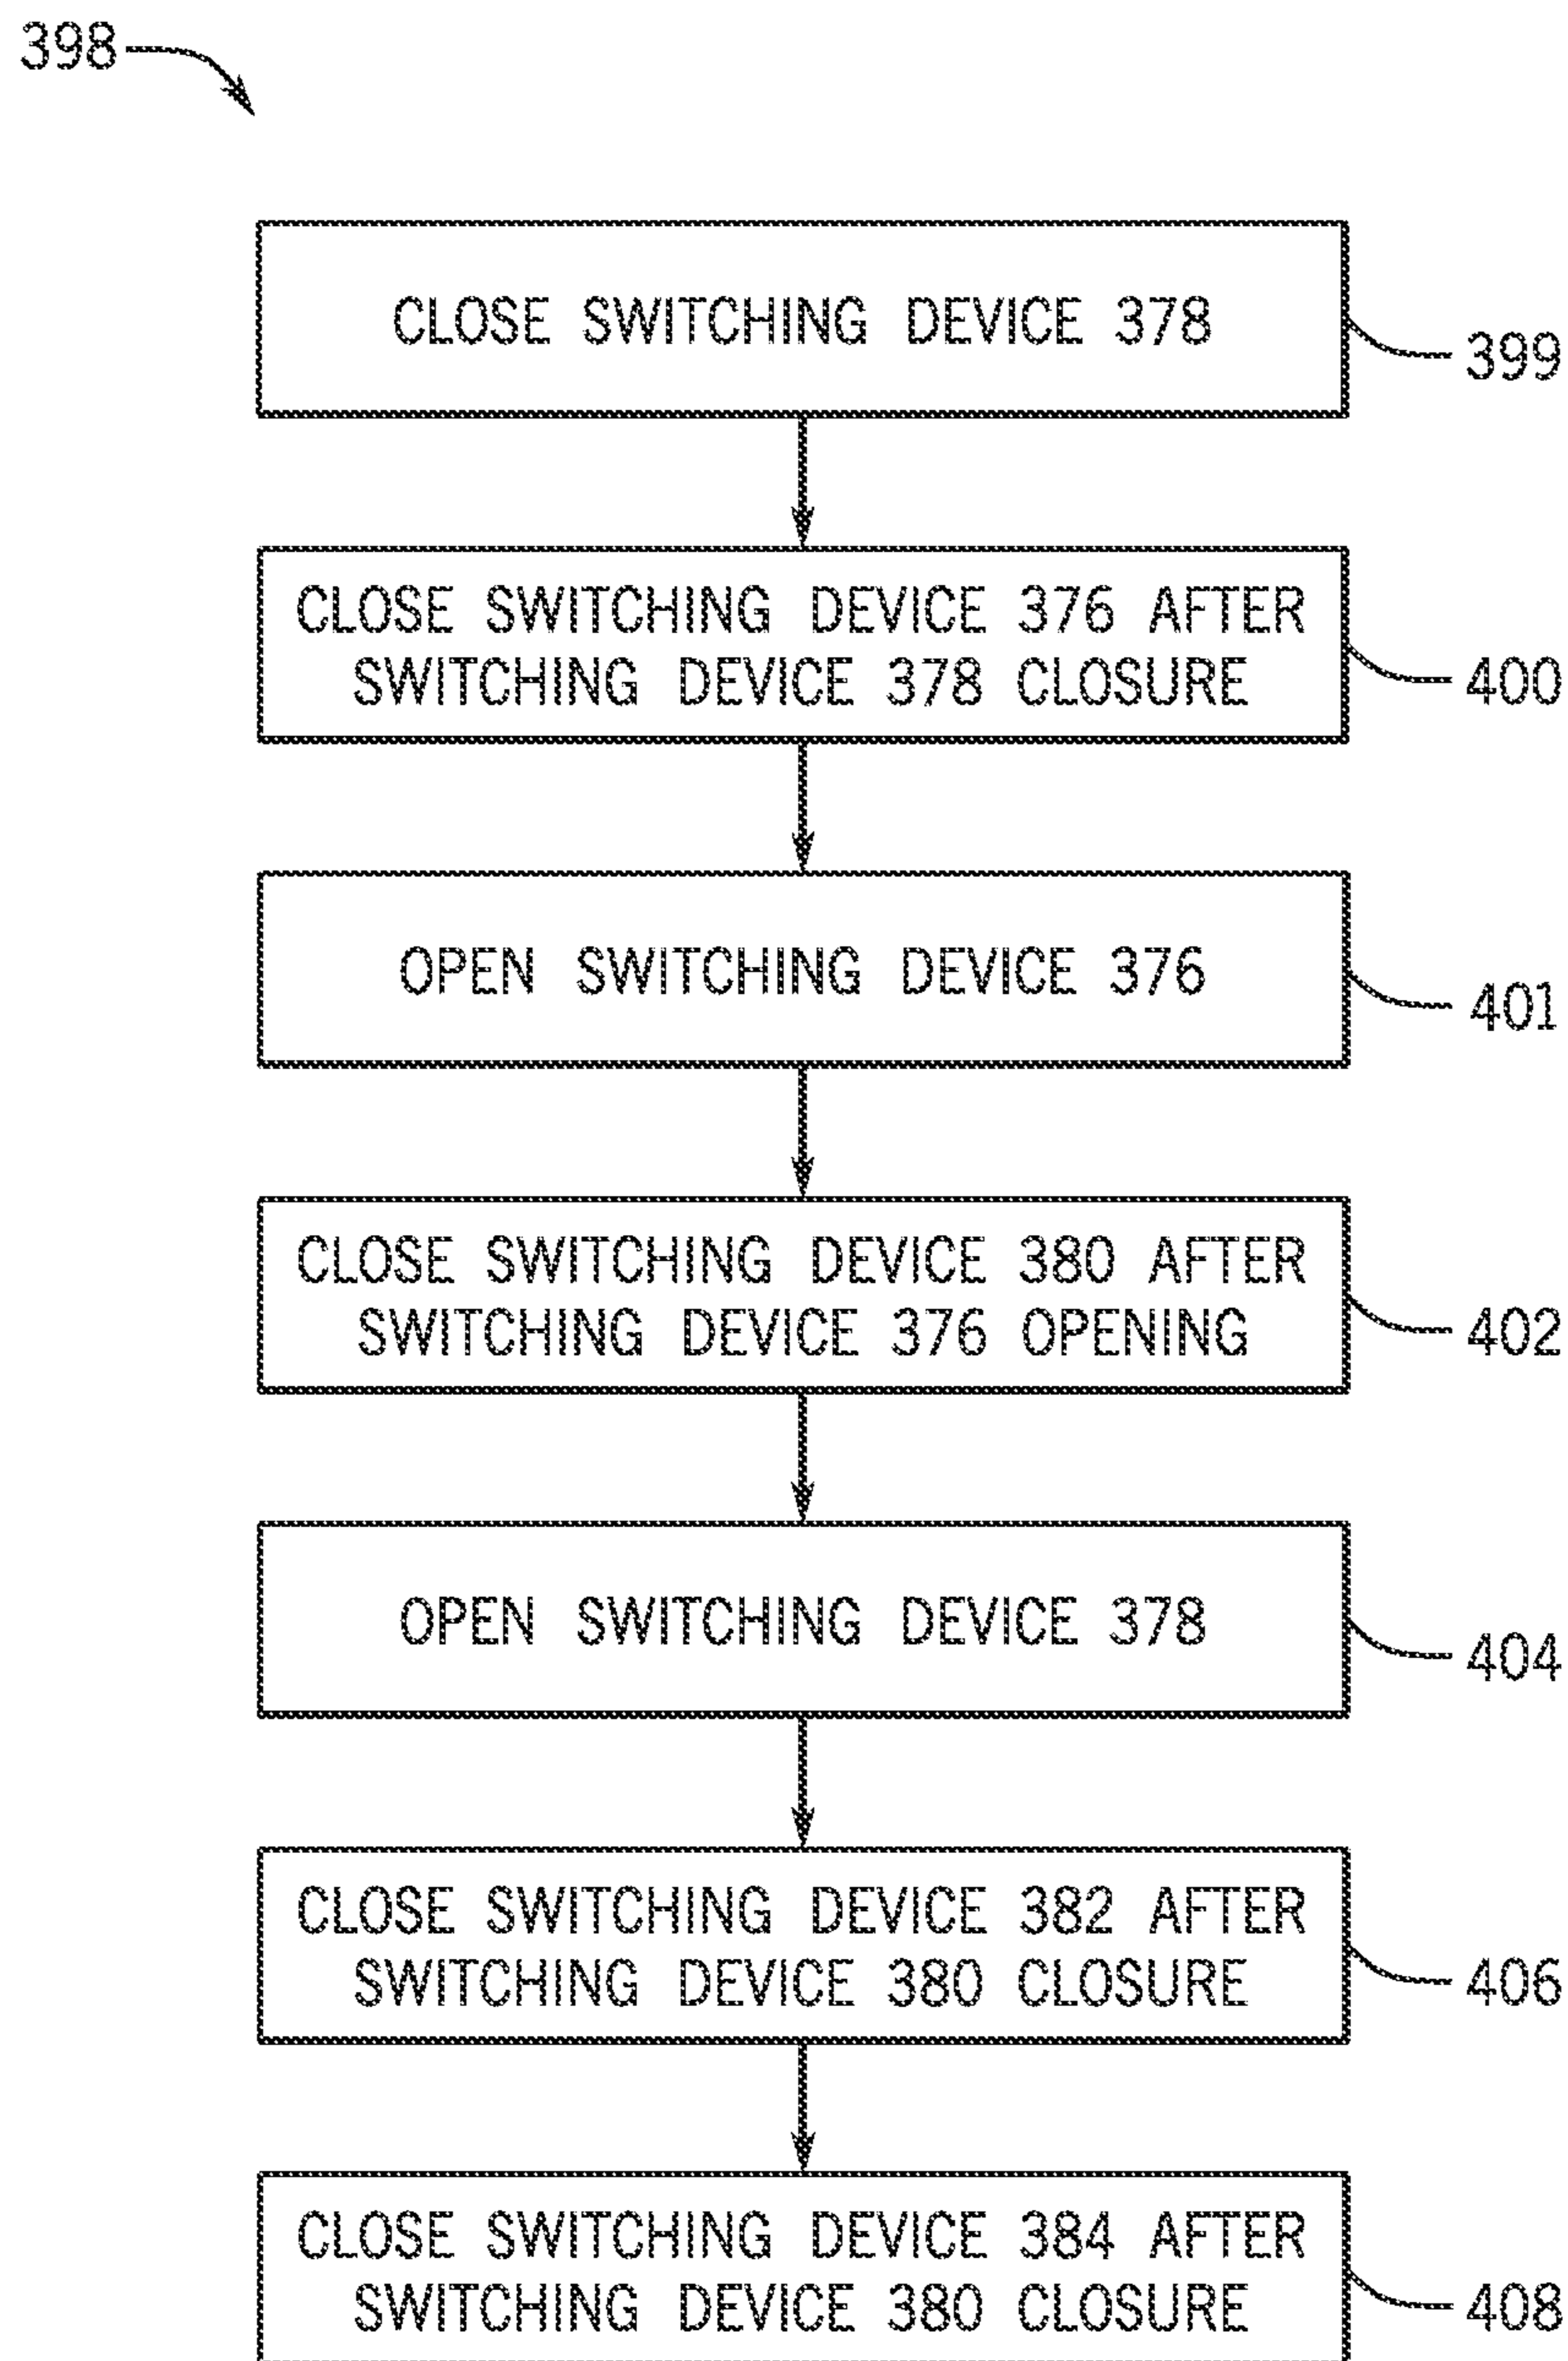 398
CLOSE SWITCHING DEVICE 378
399
CLOSE SWITCHING DEVICE 376 AFTER
SWITCHING DEVICE 378 CLOSURE
400
OPEN SWITCHING DEVICE 376
401
CLOSE SWITCHING DEVICE 380 AFTER
SWITCHING DEVICE 376 OPENING
402
OPEN SWITCHING DEVICE 378
404
CLOSE SWITCHING DEVICE 382 AFTER
SWITCHING DEVICE 380 CLOSURE
406
CLOSE SWITCHING DEVICE 384 AFTER
SWITCHING DEVICE 380 CLOSURE
408